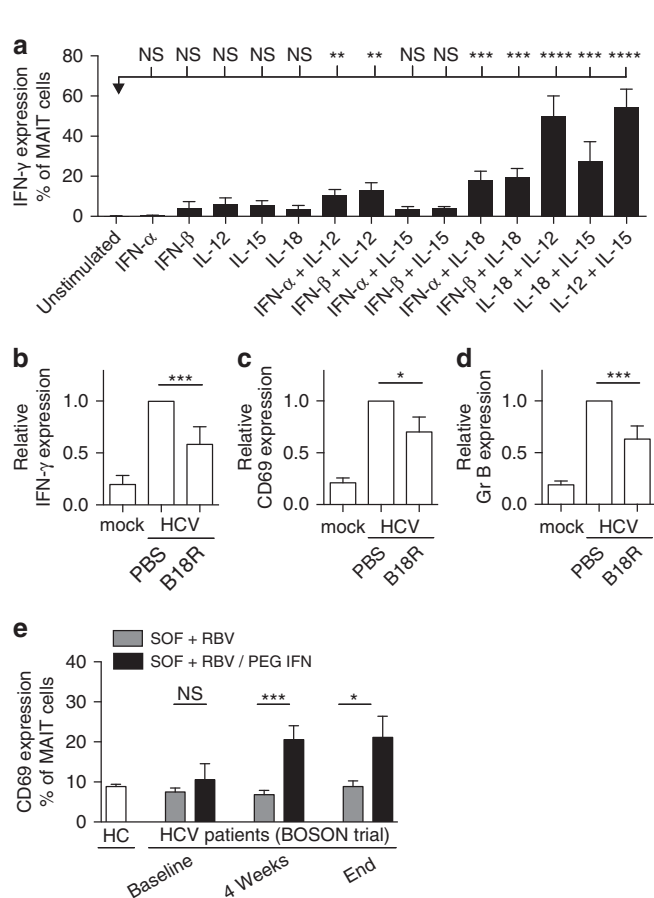 a
IFN-γ expression
% of MAIT cells
80
60
40
20
0
NS NS NS NS NS ** ** NS NS *** *** **** *** ****
Unstimulated
IFN-α
IFN-β
IL-12
IL-15
IL-18
IFN-α + IL-12
IFN-β + IL-12
IFN-α + IL-15
IFN-β + IL-15
IFN-α + IL-18
IFN-β + IL-18
IL-18 + IL-12
IL-18 + IL-15
IL-12 + IL-15
b
Relative
IFN-γ expression
1.0
0.5
0.0
***
mock HCV
PBS
B18R
c
Relative
CD69 expression
1.0
0.5
0.0
*
mock HCV
PBS
B18R
d
Relative
Gr B expression
1.0
0.5
0.0
***
mock HCV
PBS
B18R
e
SOF + RBV
SOF + RBV / PEG IFN
CD69 expression
% of MAIT cells
40
30
20
10
0
NS *** *
HC HCV patients (BOSON trial)
Baseline
4 Weeks
End